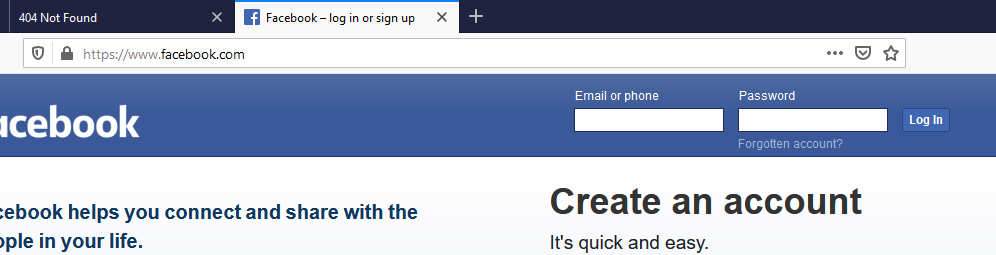 404 Not Found
Facebook – log in or sign up
https://www.facebook.com
Email or phone
Password
acebook
Log In
Forgotten account?
Create an account
cebook helps you connect and share with the
ople in your life.
It's quick and easy.